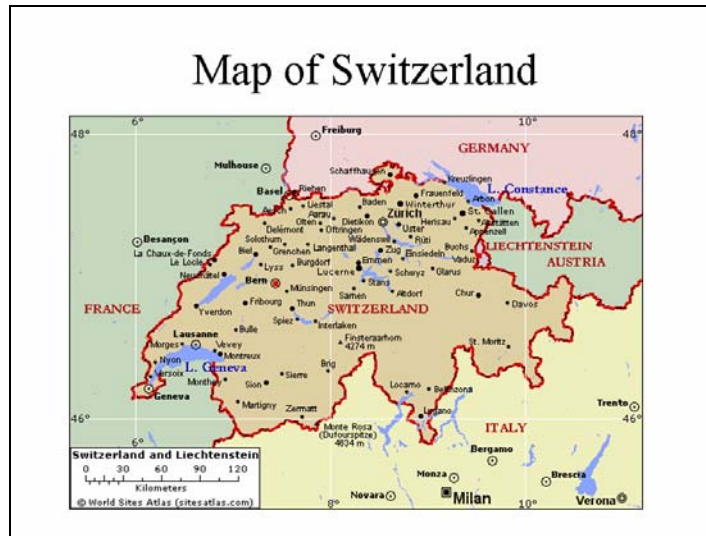 Map of Switzerland
6°
10°
48°
48°
Freiburg
GERMANY
Mulhouse
Schaffhausen
Kreuzlingen
L. Constance
Basel
Riehen
Frauenfeld
Arbon
Liestal
Baden
Winterthur
Aesch
Aarau
Zürich
St. Gallen
Dietikon
Altstätten
Olten
Uster
Herisau
Appenzell
Delémont
Oftringen
Besançon
Solothurn
Wädenswil
Rüti
LIECHTENSTEIN
La Chaux-de-Fonds
Grenchen
Langenthal
Zug
Buchs
Biel
Einsiedeln
Vaduz
AUSTRIA
Le Locle
Emmen
Lyss
Burgdorf
Lucerne
Schwyz
Glarus
Neuchâtel
Bern
Stans
Münsingen
Sarnen
Altdorf
Chur
FRANCE
Fribourg
Thun
SWITZERLAND
Davos
Yverdon
Spiez
Interlaken
Bulle
Lausanne
Finsteraarhorn
4274 m
St. Moritz
Morges
Vevey
Montreux
Nyon
L. Geneva
Brig
Versoix
Monthey
Sion
Sierre
Locarno
Bellinzona
Geneva
Martigny
Zermatt
Lugano
Trento
46°
46°
Monte Rosa
(Dufourspitze)
4634 m
ITALY
6°
Bergamo
Switzerland and Liechtenstein
0 30 60 90 120
Kilometers
© World Sites Atlas (sitesatlas.com)
Monza
Brescia
8°
Novara
Milan
10°
Verona